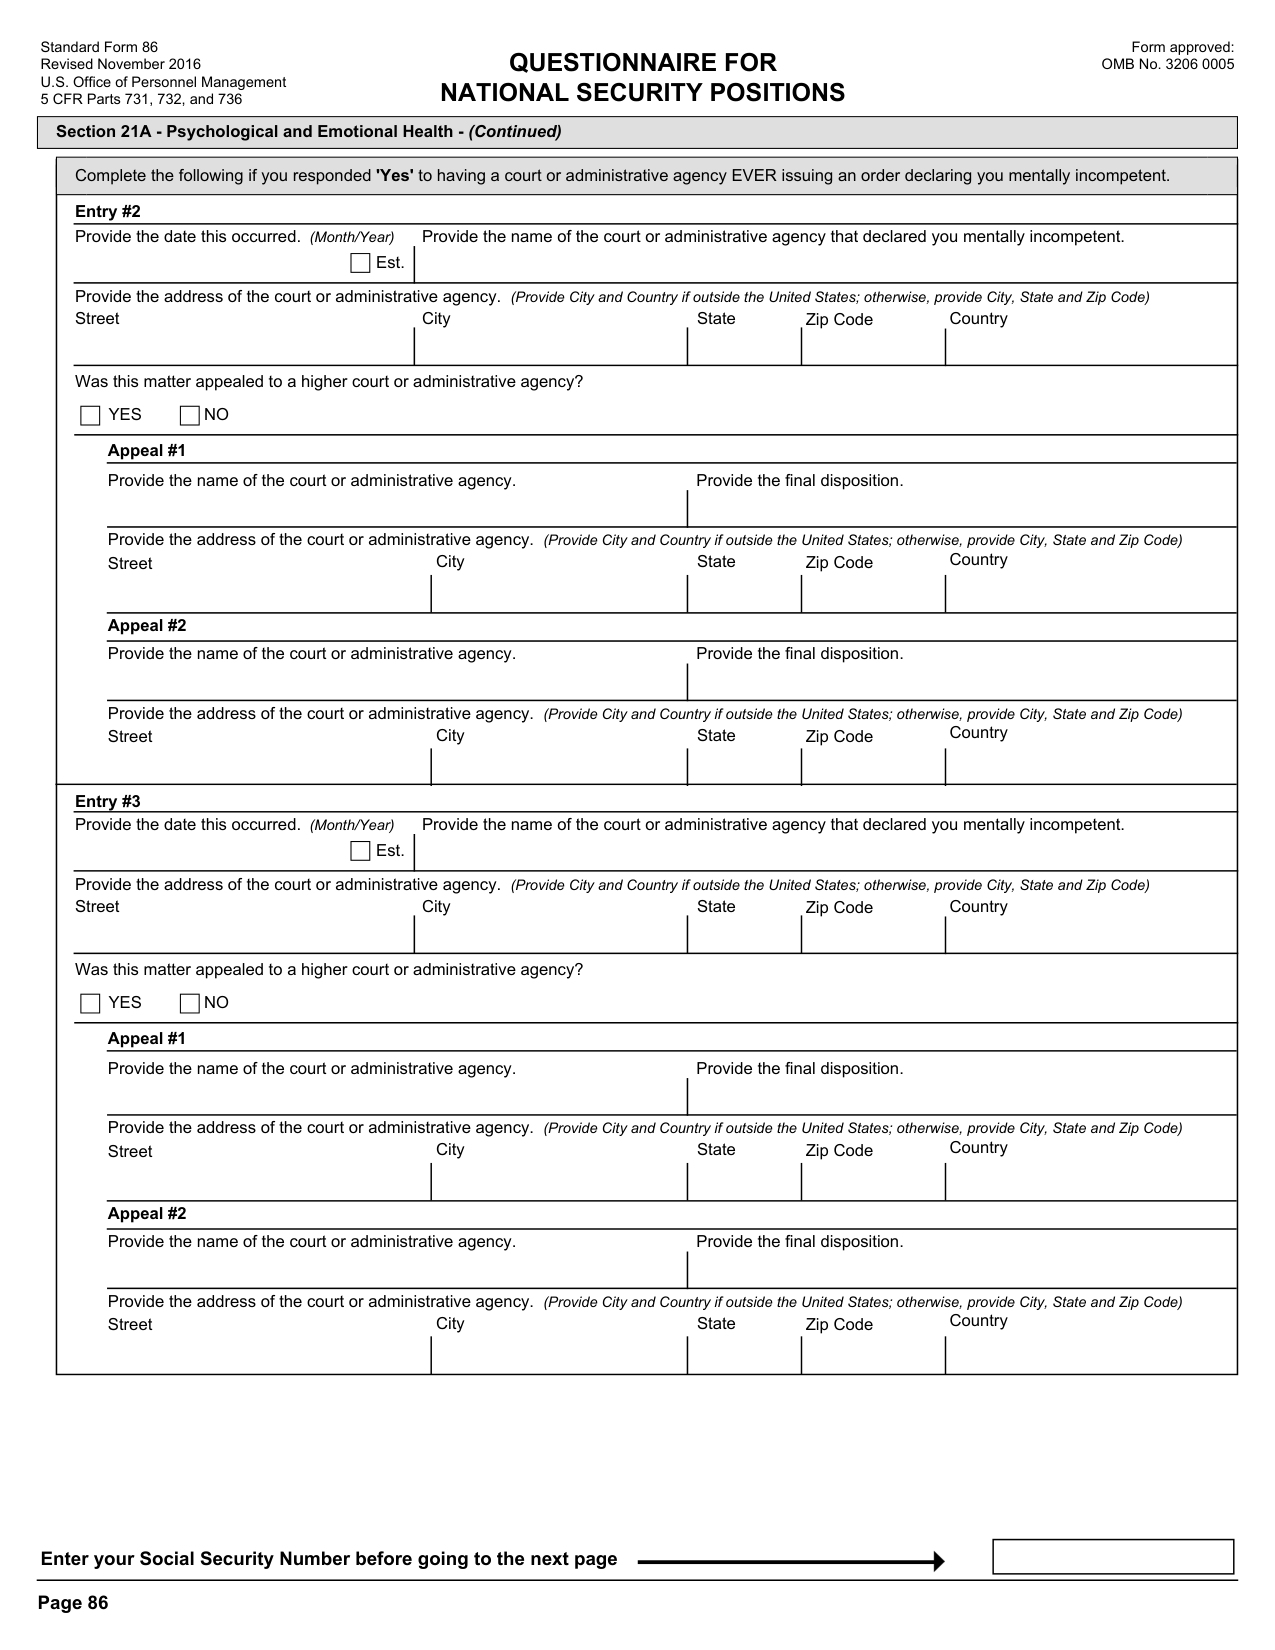 Standard Form 86
Revised November 2016
U.S. Office of Personnel Management
5 CFR Parts 731, 732, and 736
QUESTIONNAIRE FOR
NATIONAL SECURITY POSITIONS
Form approved:
OMB No. 3206 0005
Section 21A - Psychological and Emotional Health - (Continued)
Complete the following if you responded 'Yes' to having a court or administrative agency EVER issuing an order declaring you mentally incompetent.
Entry #2
Provide the date this occurred. (Month/Year) Provide the name of the court or administrative agency that declared you mentally incompetent.
Est.
Provide the address of the court or administrative agency. (Provide City and Country if outside the United States; otherwise, provide City, State and Zip Code)
Street City State Zip Code Country
Was this matter appealed to a higher court or administrative agency?
YES NO
Appeal #1
Provide the name of the court or administrative agency. Provide the final disposition.
Provide the address of the court or administrative agency. (Provide City and Country if outside the United States; otherwise, provide City, State and Zip Code)
Street City State Zip Code Country
Appeal #2
Provide the name of the court or administrative agency. Provide the final disposition.
Provide the address of the court or administrative agency. (Provide City and Country if outside the United States; otherwise, provide City, State and Zip Code)
Street City State Zip Code Country
Entry #3
Provide the date this occurred. (Month/Year) Provide the name of the court or administrative agency that declared you mentally incompetent.
Est.
Provide the address of the court or administrative agency. (Provide City and Country if outside the United States; otherwise, provide City, State and Zip Code)
Street City State Zip Code Country
Was this matter appealed to a higher court or administrative agency?
YES NO
Appeal #1
Provide the name of the court or administrative agency. Provide the final disposition.
Provide the address of the court or administrative agency. (Provide City and Country if outside the United States; otherwise, provide City, State and Zip Code)
Street City State Zip Code Country
Appeal #2
Provide the name of the court or administrative agency. Provide the final disposition.
Provide the address of the court or administrative agency. (Provide City and Country if outside the United States; otherwise, provide City, State and Zip Code)
Street City State Zip Code Country
Enter your Social Security Number before going to the next page
Page 86